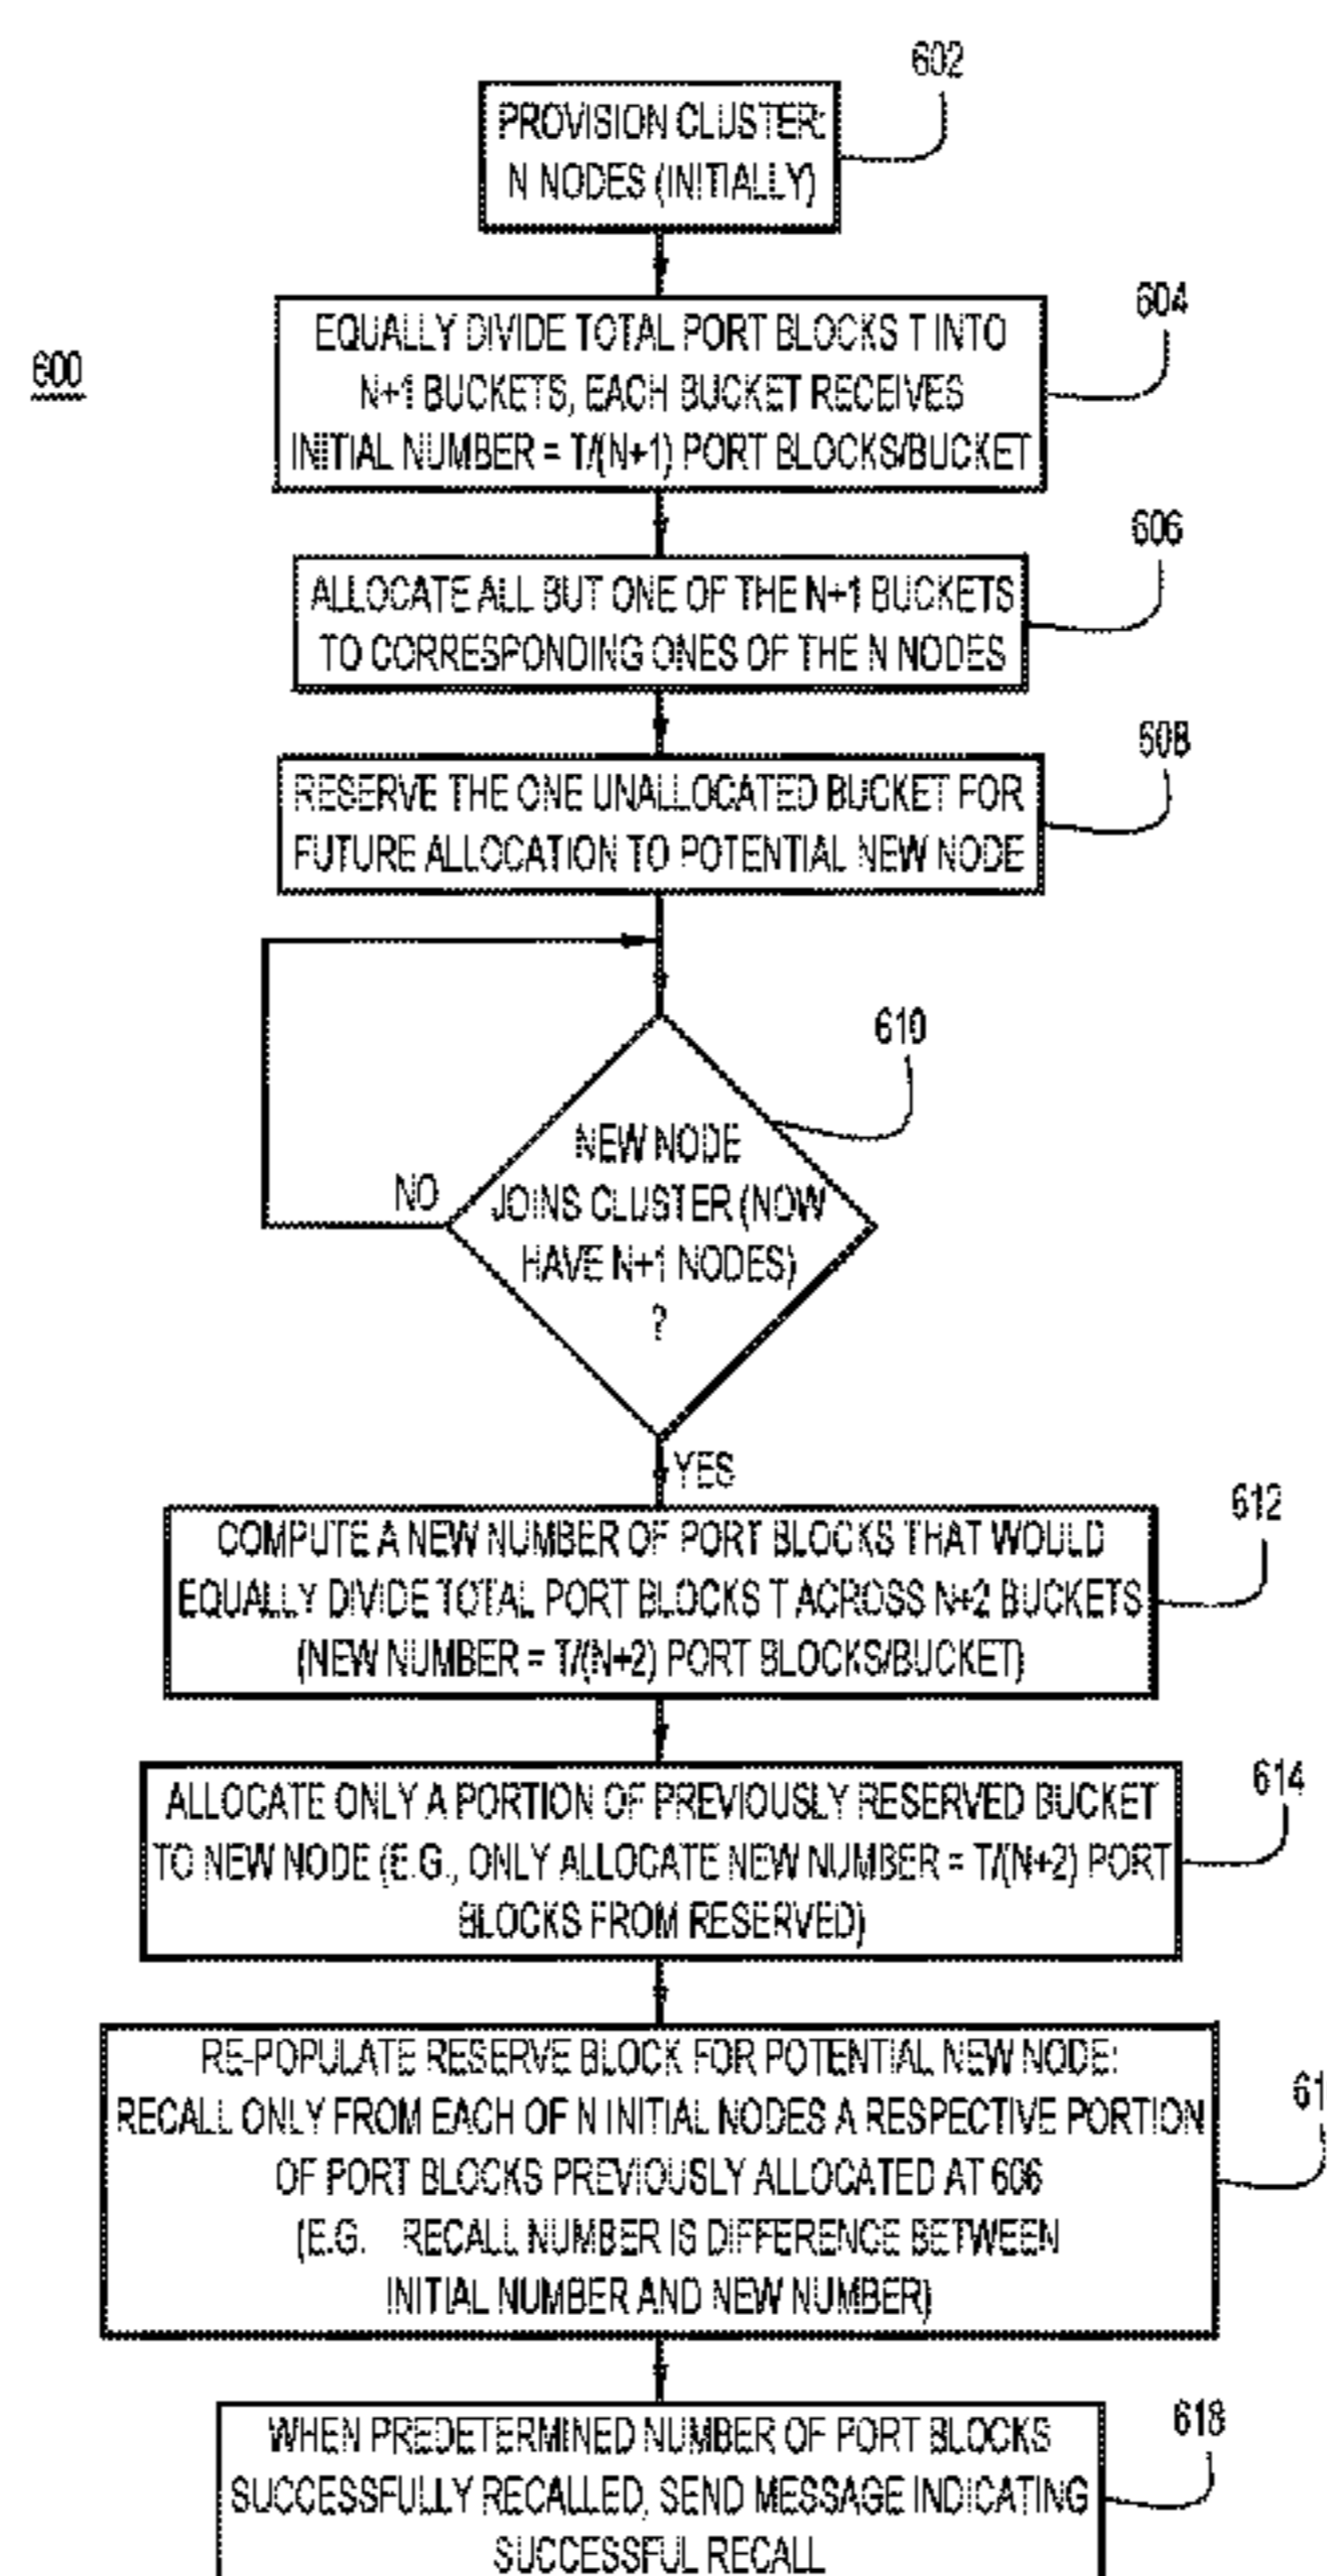 602
PROVISION CLUSTER:
N NODES (INITIALLY)
604
600
EQUALLY DIVIDE TOTAL PORT BLOCKS T INTO
N+1 BUCKETS, EACH BUCKET RECEIVES
INITIAL NUMBER = T/(N+1) PORT BLOCKS/BUCKET
606
ALLOCATE ALL BUT ONE OF THE N+1 BUCKETS
TO CORRESPONDING ONES OF THE N NODES
608
RESERVE THE ONE UNALLOCATED BUCKET FOR
FUTURE ALLOCATION TO POTENTIAL NEW NODE
610
NEW NODE
JOINS CLUSTER (NOW
HAVE N+1 NODES)
?
NO
YES
612
COMPUTE A NEW NUMBER OF PORT BLOCKS THAT WOULD
EQUALLY DIVIDE TOTAL PORT BLOCKS T ACROSS N+2 BUCKETS
(NEW NUMBER = T/(N+2) PORT BLOCKS/BUCKET)
614
ALLOCATE ONLY A PORTION OF PREVIOUSLY RESERVED BUCKET
TO NEW NODE (E.G., ONLY ALLOCATE NEW NUMBER = T/(N+2) PORT
BLOCKS FROM RESERVED)
61
RE-POPULATE RESERVE BLOCK FOR POTENTIAL NEW NODE:
RECALL ONLY FROM EACH OF N INITIAL NODES A RESPECTIVE PORTION
OF PORT BLOCKS PREVIOUSLY ALLOCATED AT 606
(E.G. RECALL NUMBER IS DIFFERENCE BETWEEN
INITIAL NUMBER AND NEW NUMBER)
618
WHEN PREDETERMINED NUMBER OF PORT BLOCKS
SUCCESSFULLY RECALLED, SEND MESSAGE INDICATING
SUCCESSFUL RECALL